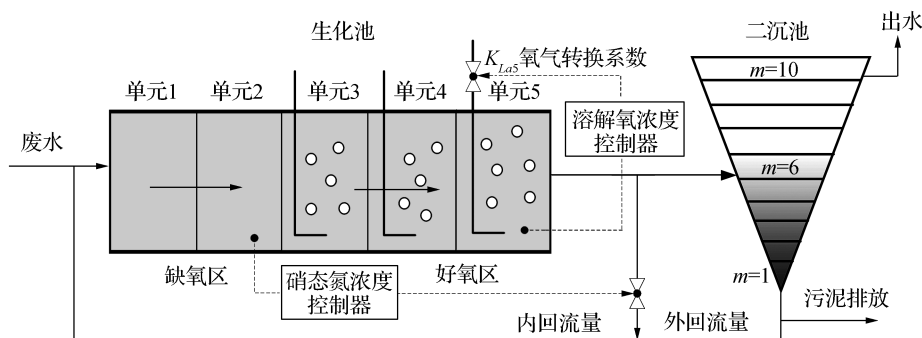 生化池
二沉池
出水
K_{La5}氧气转换系数
m=10
单元1
单元2
单元3
单元4
单元5
溶解氧浓度
控制器
废水
m=6
缺氧区
硝态氮浓度
控制器
好氧区
m=1
污泥排放
内回流量
外回流量